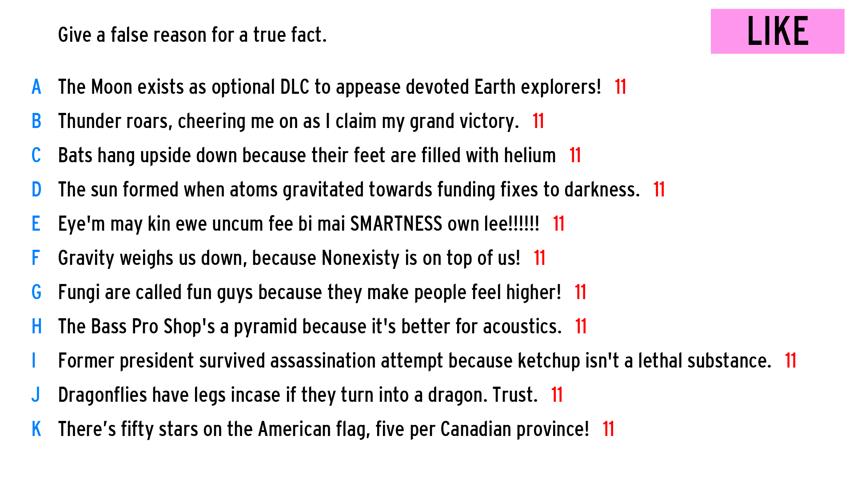 Give a false reason for a true fact.
LIKE
A The Moon exists as optional DLC to appease devoted Earth explorers! 11
B Thunder roars, cheering me on as I claim my grand victory. 11
C Bats hang upside down because their feet are filled with helium 11
D The sun formed when atoms gravitated towards funding fixes to darkness. 11
E Eye'm may kin ewe uncum fee bi mai SMARTNESS own lee!!!!!! 11
F Gravity weighs us down, because Nonexisty is on top of us! 11
G Fungi are called fun guys because they make people feel higher! 11
H The Bass Pro Shop's a pyramid because it's better for acoustics. 11
I Former president survived assassination attempt because ketchup isn't a lethal substance. 11
J Dragonflies have legs incase if they turn into a dragon. Trust. 11
K There’s fifty stars on the American flag, five per Canadian province! 11